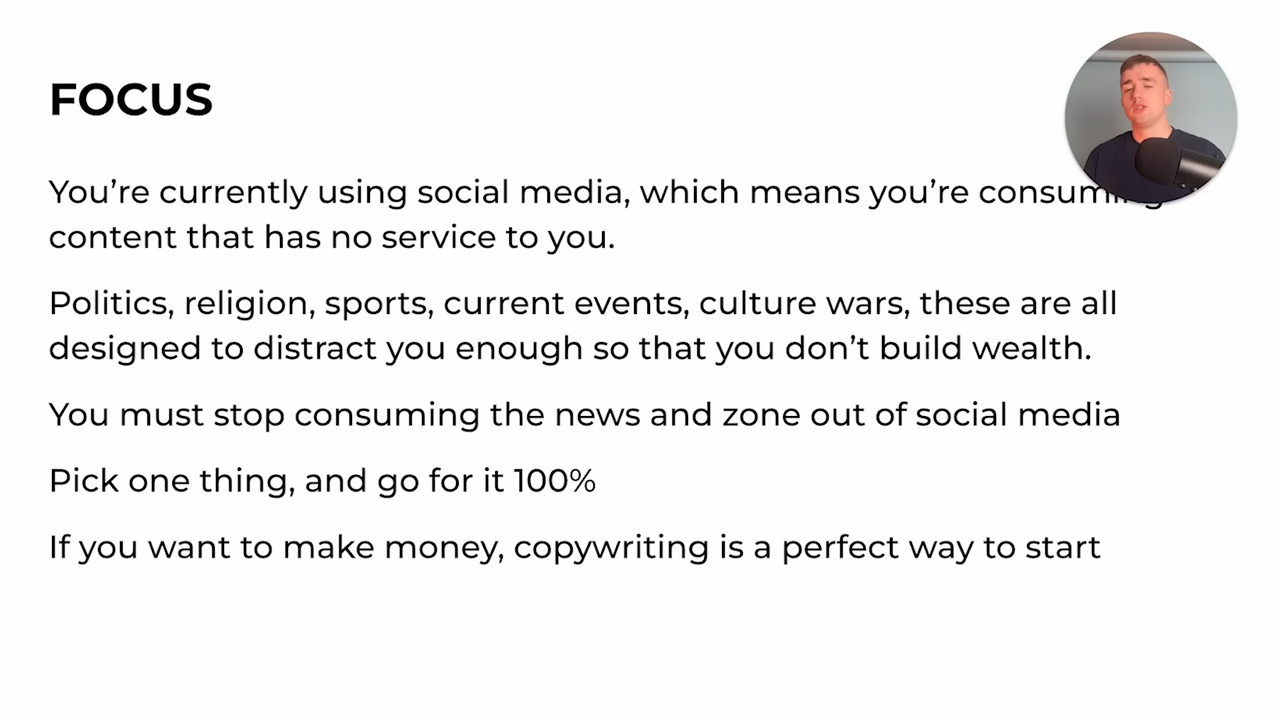 FOCUS
You’re currently using social media, which means you’re consuming
content that has no service to you.
Politics, religion, sports, current events, culture wars, these are all
designed to distract you enough so that you don’t build wealth.
You must stop consuming the news and zone out of social media
Pick one thing, and go for it 100%
If you want to make money, copywriting is a perfect way to start